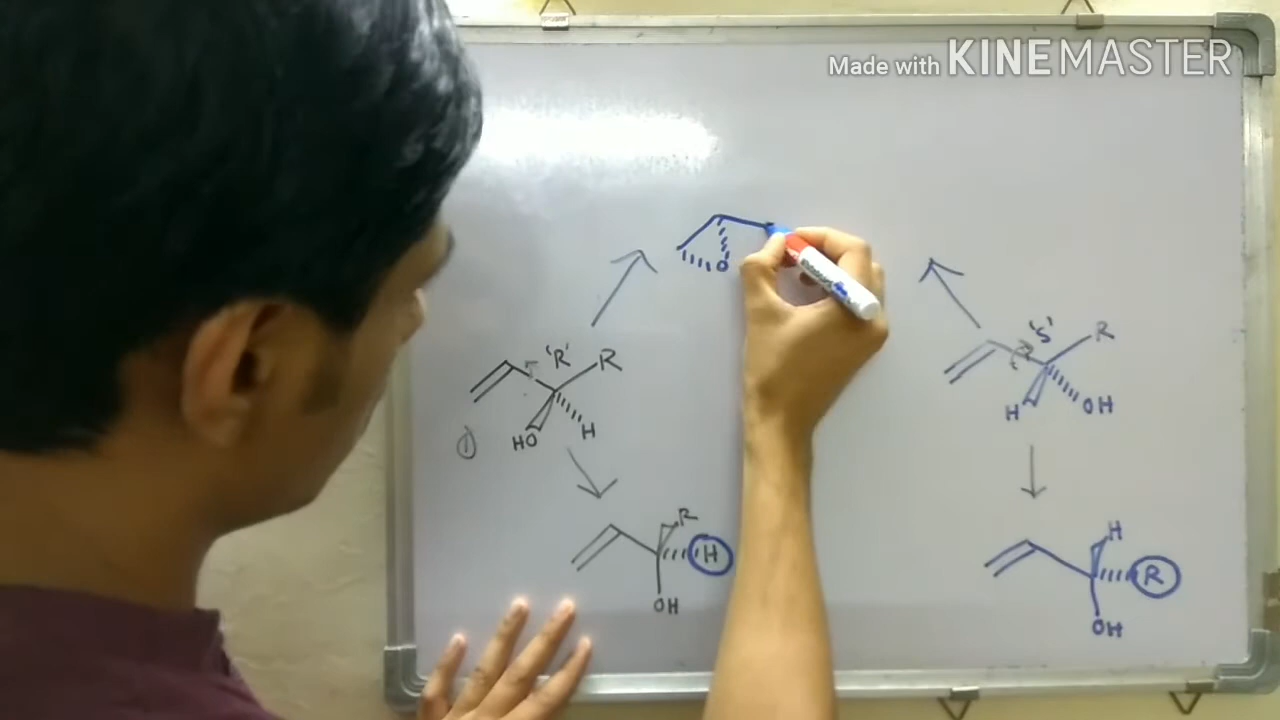 Made with KINEMASTER
O
'R' R
HO H
①
'S' R
H OH
R
H
OH
H
R
OH